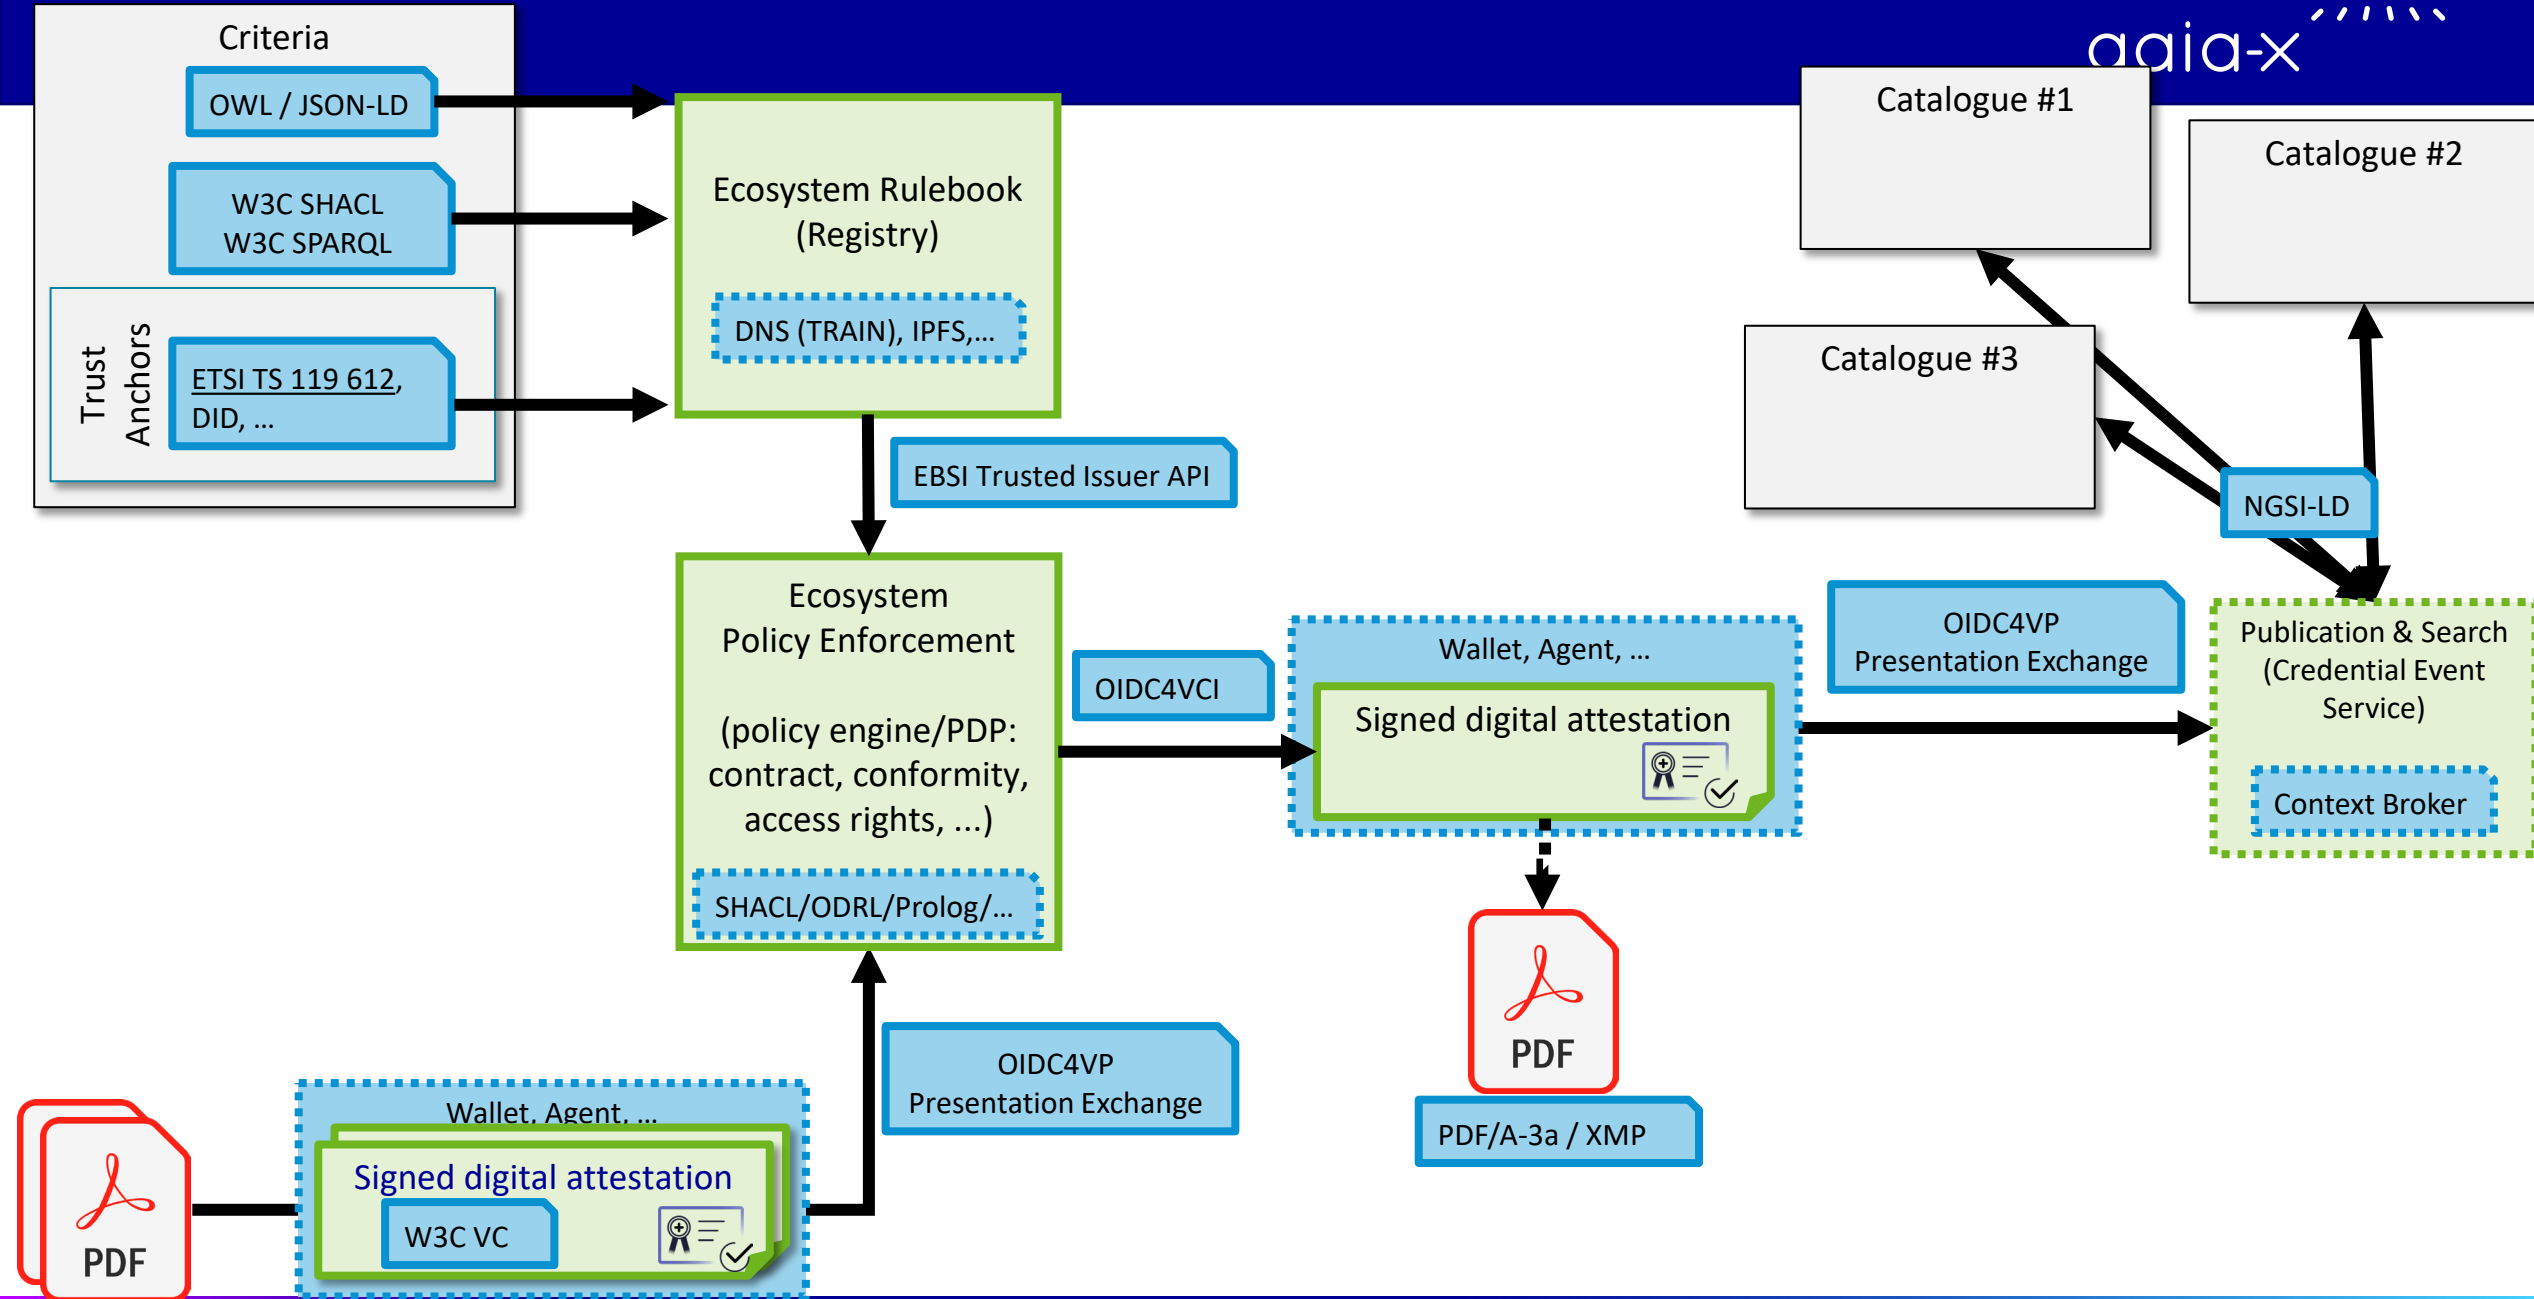 gaia-x
Criteria
OWL / JSON-LD
W3C SHACL
W3C SPARQL
Trust
Anchors
ETSI TS 119 612,
DID, ...
Ecosystem Rulebook
(Registry)
DNS (TRAIN), IPFS,...
EBSI Trusted Issuer API
Ecosystem
Policy Enforcement
(policy engine/PDP:
contract, conformity,
access rights, ...)
SHACL/ODRL/Prolog/...
OIDC4VCI
Wallet, Agent, ...
Signed digital attestation
OIDC4VP
Presentation Exchange
Catalogue #1
Catalogue #2
Catalogue #3
NGSI-LD
Publication & Search
(Credential Event
Service)
Context Broker
PDF
PDF/A-3a / XMP
OIDC4VP
Presentation Exchange
Wallet, Agent, ...
Signed digital attestation
W3C VC
PDF